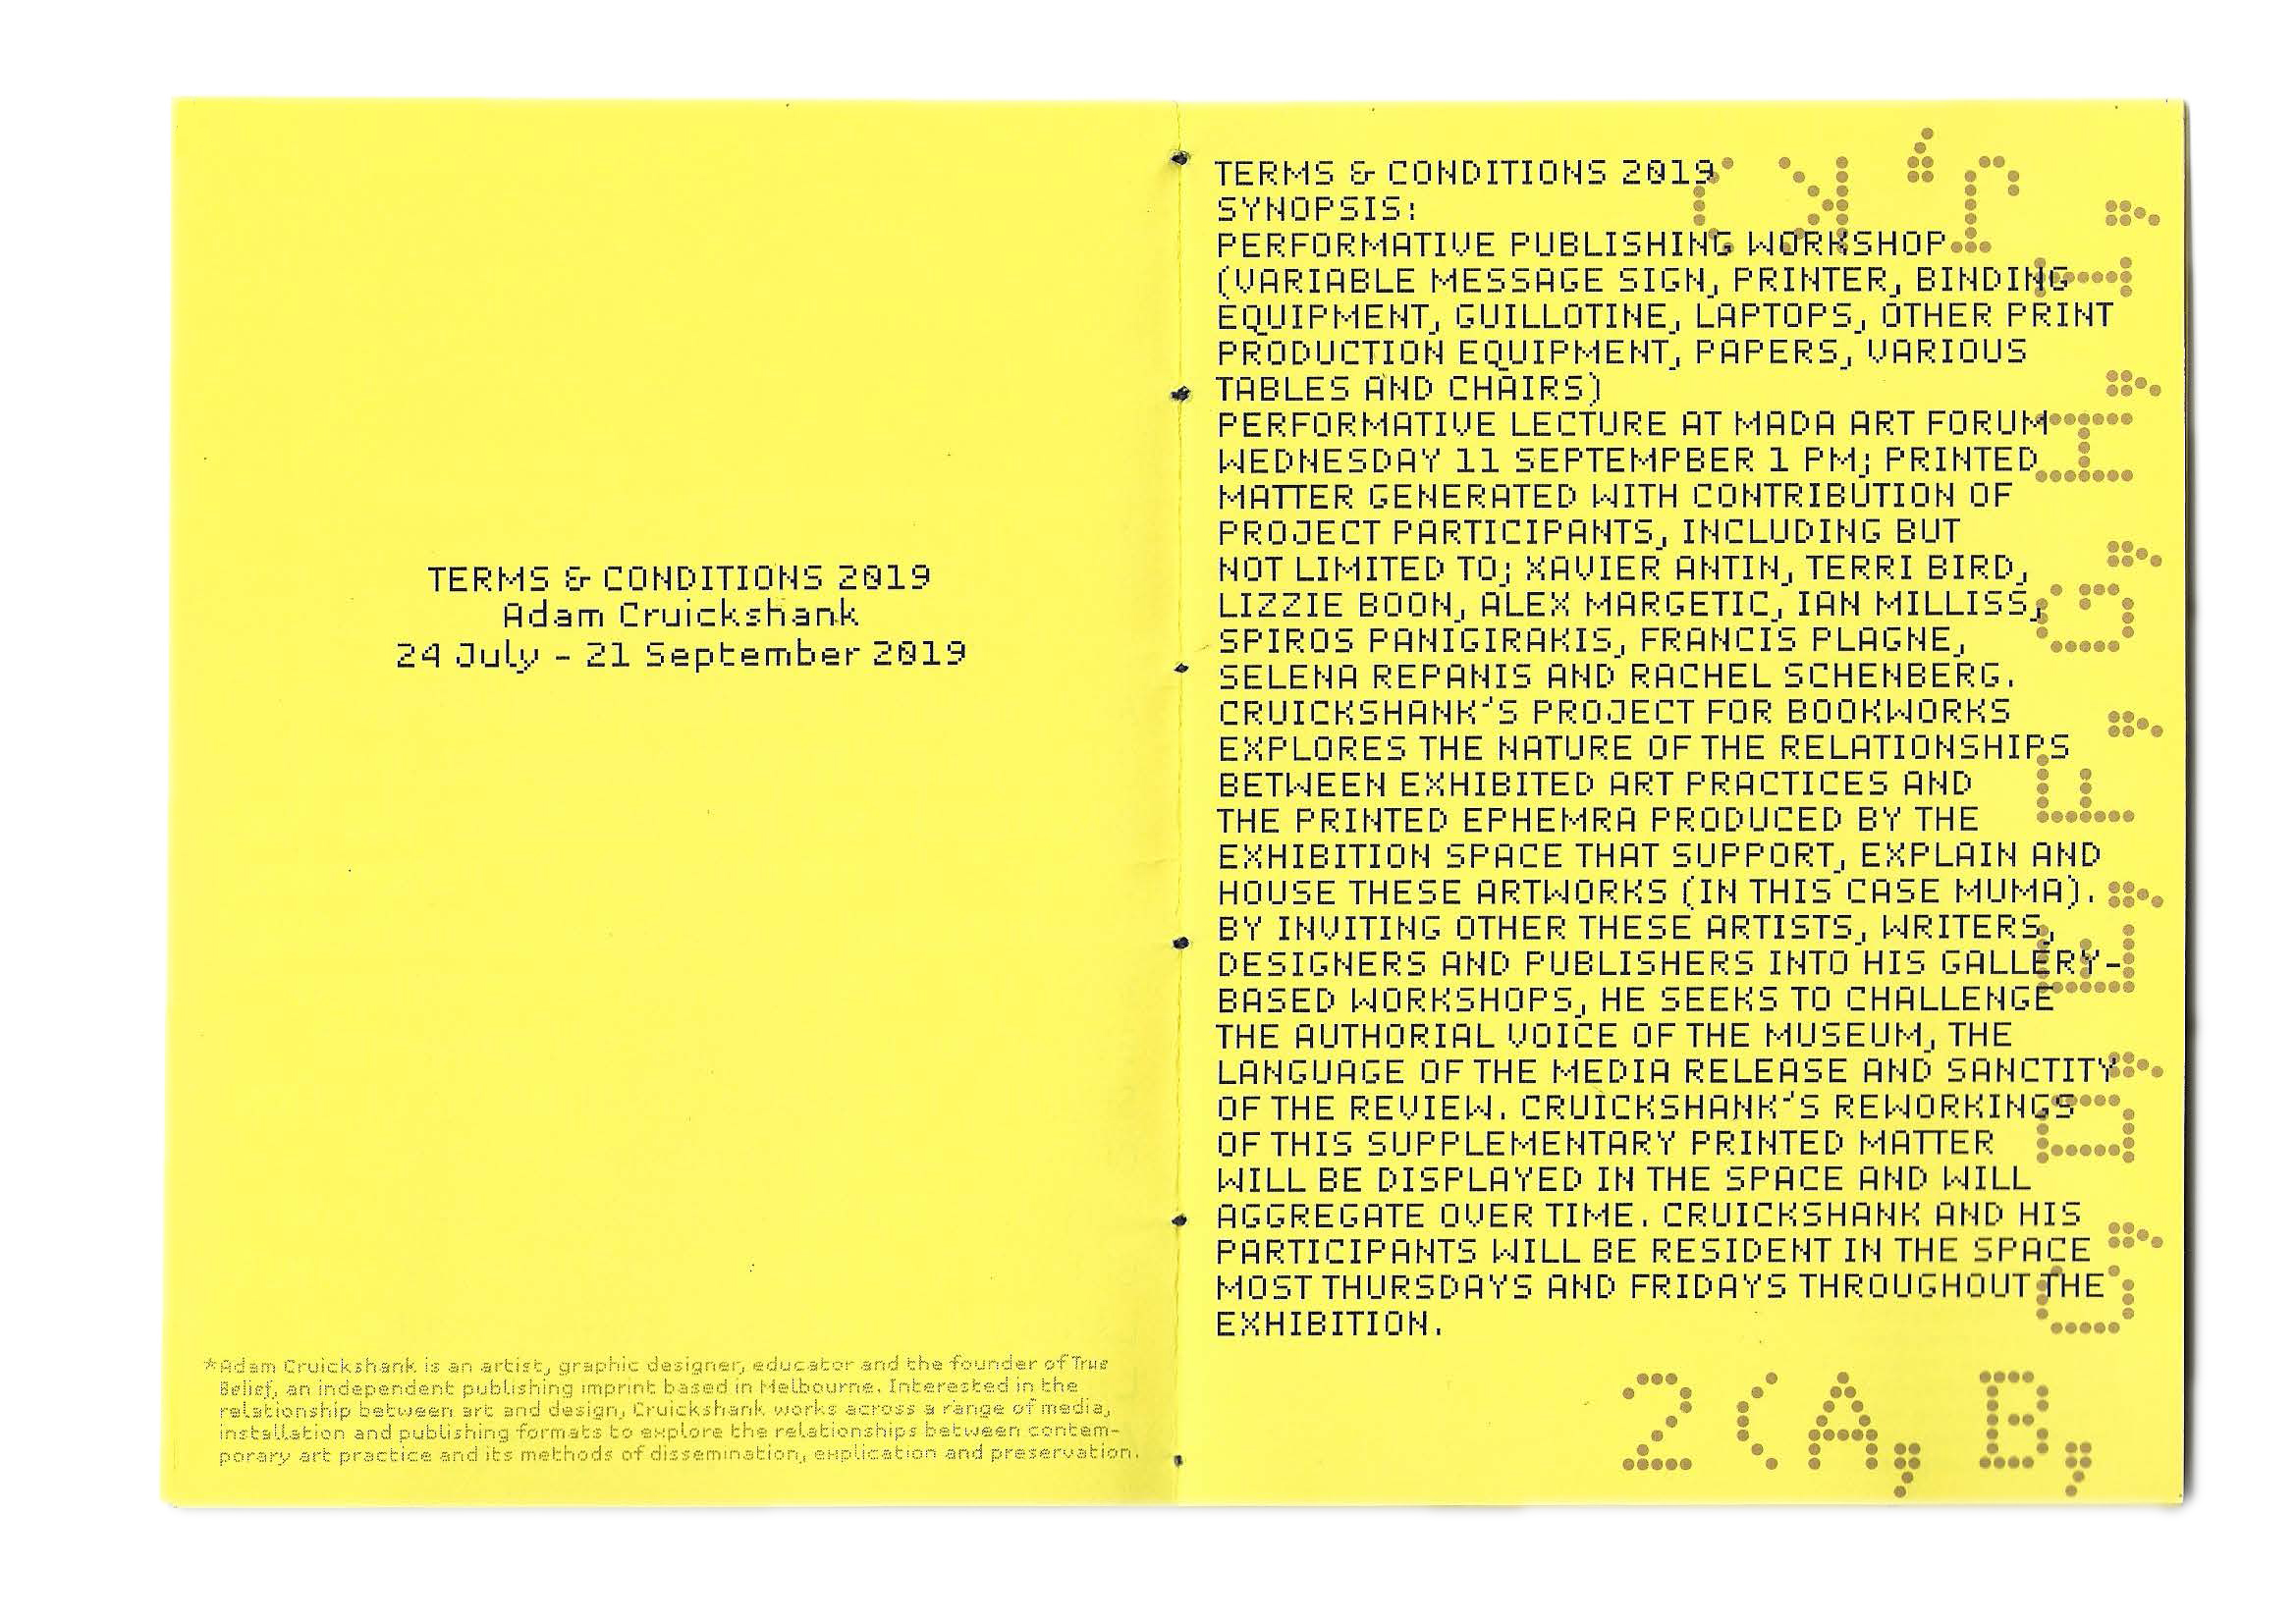 TERMS & CONDITIONS 2019
Adam Cruickshank
24 July – 21 September 2019
*Adam Cruickshank is an artist, graphic designer, educator and the founder of True
Belief, an independent publishing imprint based in Melbourne. Interested in the
relationship between art and design, Cruickshank works across a range of media,
installation and publishing formats to explore the relationships between contem-
porary art practice and its methods of dissemination, explication and preservation.
TERMS & CONDITIONS 2019
SYNOPSIS:
PERFORMATIVE PUBLISHING WORKSHOP
(VARIABLE MESSAGE SIGN, PRINTER, BINDING
EQUIPMENT, GUILLOTINE, LAPTOPS, OTHER PRINT
PRODUCTION EQUIPMENT, PAPERS, VARIOUS
TABLES AND CHAIRS)
PERFORMATIVE LECTURE AT MADA ART FORUM
WEDNESDAY 11 SEPTEMPBER 1 PM; PRINTED
MATTER GENERATED WITH CONTRIBUTION OF
PROJECT PARTICIPANTS, INCLUDING BUT
NOT LIMITED TO; XAVIER ANTIN, TERRI BIRD,
LIZZIE BOON, ALEX MARGETIC, IAN MILLISS,
SPIROS PANIGIRAKIS, FRANCIS PLAGNE,
SELENA REPANIS AND RACHEL SCHENBERG.
CRUICKSHANK'S PROJECT FOR BOOKWORKS
EXPLORES THE NATURE OF THE RELATIONSHIPS
BETWEEN EXHIBITED ART PRACTICES AND
THE PRINTED EPHEMRA PRODUCED BY THE
EXHIBITION SPACE THAT SUPPORT, EXPLAIN AND
HOUSE THESE ARTWORKS (IN THIS CASE MUMA).
BY INVITING OTHER THESE ARTISTS, WRITERS,
DESIGNERS AND PUBLISHERS INTO HIS GALLERY-
BASED WORKSHOPS, HE SEEKS TO CHALLENGE
THE AUTHORIAL VOICE OF THE MUSEUM, THE
LANGUAGE OF THE MEDIA RELEASE AND SANCTITY
OF THE REVIEW. CRUICKSHANK'S REWORKINGS
OF THIS SUPPLEMENTARY PRINTED MATTER
WILL BE DISPLAYED IN THE SPACE AND WILL
AGGREGATE OVER TIME. CRUICKSHANK AND HIS
PARTICIPANTS WILL BE RESIDENT IN THE SPACE
MOST THURSDAYS AND FRIDAYS THROUGHOUT THE
EXHIBITION.
2 (A, B,
C, D, E, F, G, H, I,
J, K)